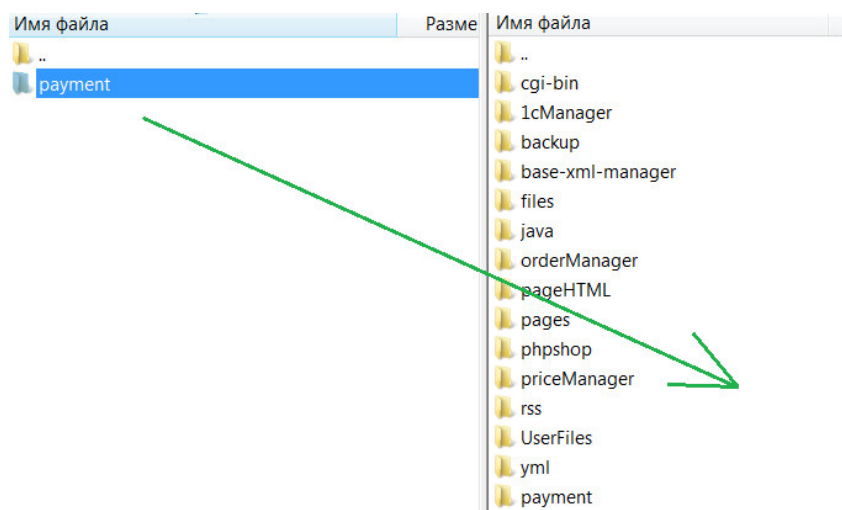 Имя файла
Разме
..
payment
Имя файла
..
cgi-bin
1cManager
backup
base-xml-manager
files
java
orderManager
pageHTML
pages
phpshop
priceManager
rss
UserFiles
yml
payment